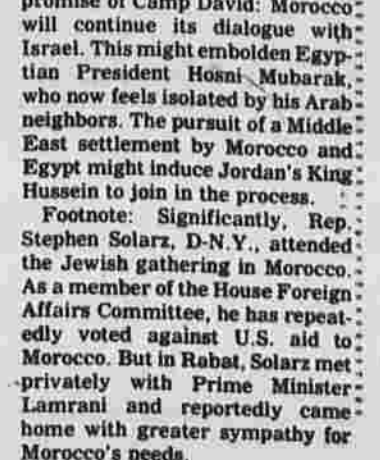 promise of Camp David: Morocco
will continue its dialogue with
Israel. This might embolden Egyp-
tian President Hosni Mubarak,
who now feels isolated by his Arab
neighbors. The pursuit of a Middle
East settlement by Morocco and
Egypt might induce Jordan's King
Hussein to join in the process.
Footnote: Significantly, Rep.
Stephen Solarz, D-N.Y., attended
the Jewish gathering in Morocco.
As a member of the House Foreign
Affairs Committee, he has repeat-
edly voted against U.S. aid to
Morocco. But in Rabat, Solarz met
privately with Prime Minister
Lamrani and reportedly came
home with greater sympathy for
Morocco's needs.